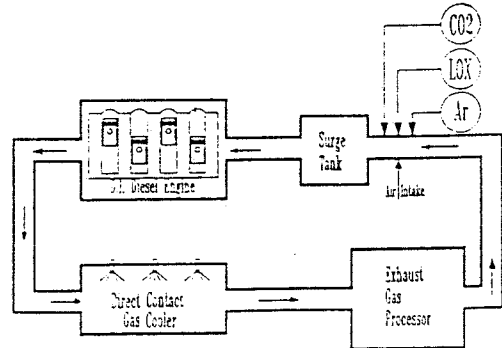 CO2
LOX
Ar
Surge
Tank
Air Intake
D.I. Diesel Engine
Direct Contact
Gas Cooler
Exhaust
Gas
Processor